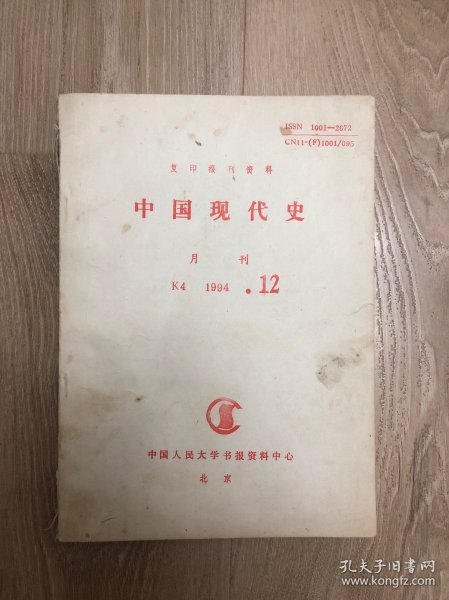 ISSN 1001—2672
CN11-(F)1001/095
复印报刊资料
中国现代史
月刊
K4 1994 .12
中国人民大学书报资料中心
北京
孔夫子旧书网
www.kongfz.com